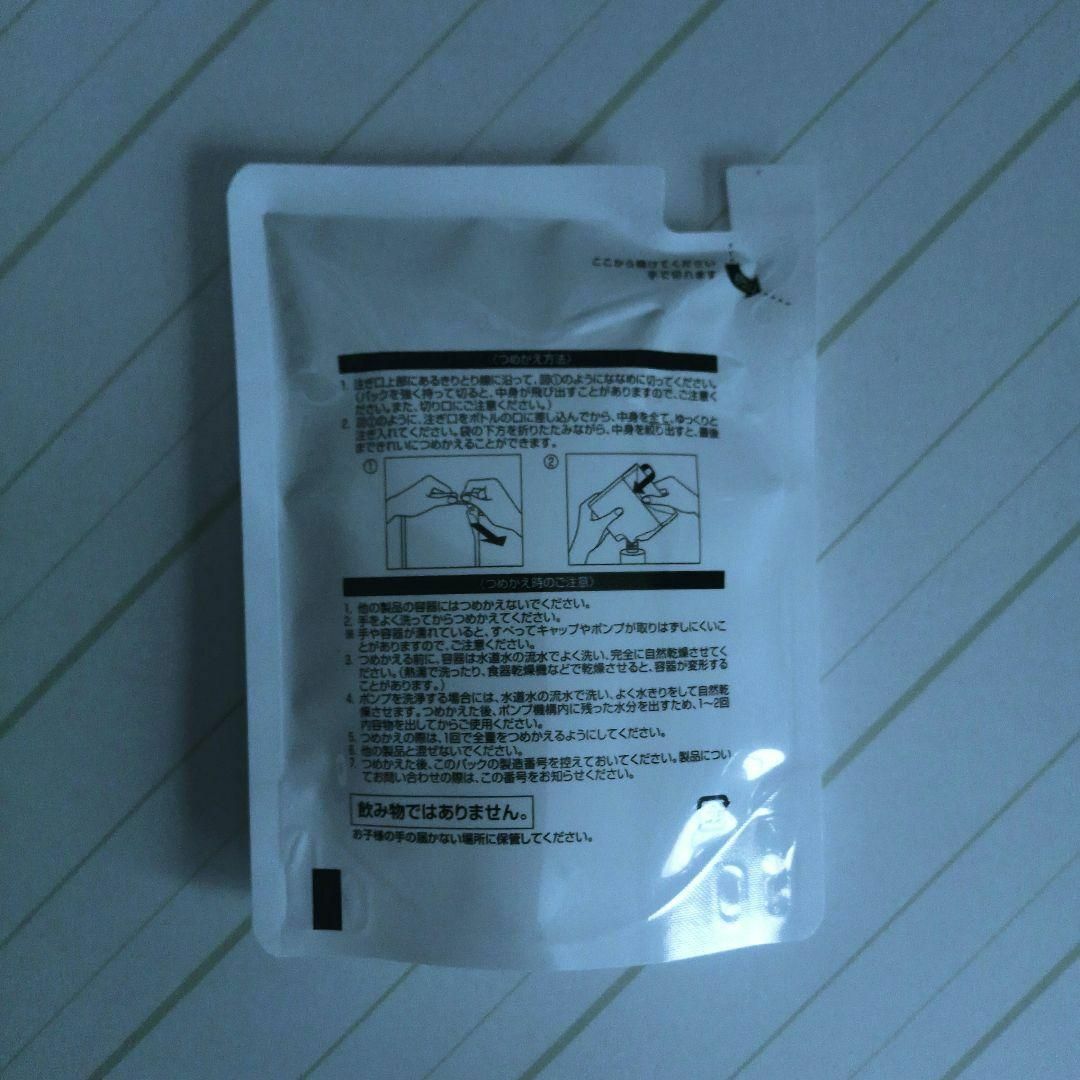 ここから開けてください
手で切れます
〈つめかえ方法〉
1. 注ぎ口上部にあるきりとり線に沿って、図①のようにななめに切ってください。
(パックを強く持って切ると、中身が飛び出すことがありますので、ご注意く
ださい。また、切り口にご注意ください。)
2. 図②のように、注ぎ口をボトルの口に差し込んでから、中身を全て、ゆっくりと
注ぎ入れてください。袋の下方を折りたたみながら、中身を絞り出すと、最後
まできれいにつめかえることができます。
① ②
〈つめかえ時のご注意〉
1. 他の製品の容器にはつめかえないでください。
2. 手をよく洗ってからつめかえてください。
※ 手や容器が濡れていると、すべってキャップやポンプが取りはずしにくいこ
とがありますので、ご注意ください。
3. つめかえる前に、容器は水道水の流水でよく洗い、完全に自然乾燥させてく
ださい。(熱湯で洗ったり、食器乾燥機などで乾燥させると、容器が変形する
ことがあります。)
4. ポンプを洗浄する場合には、水道水の流水で洗い、よく水きりをして自然乾
燥させます。つめかえた後、ポンプ機構内に残った水分を出すため、1~2回
内容物を出してからご使用ください。
5. つめかえの際は、1回で全量をつめかえるようにしてください。
6. 他の製品と混ぜないでください。
7. つめかえた後、このパックの製造番号を控えておいてください。製品につい
てお問い合わせの際は、この番号をお知らせください。
飲み物ではありません。
お子様の手の届かない場所に保管してください。